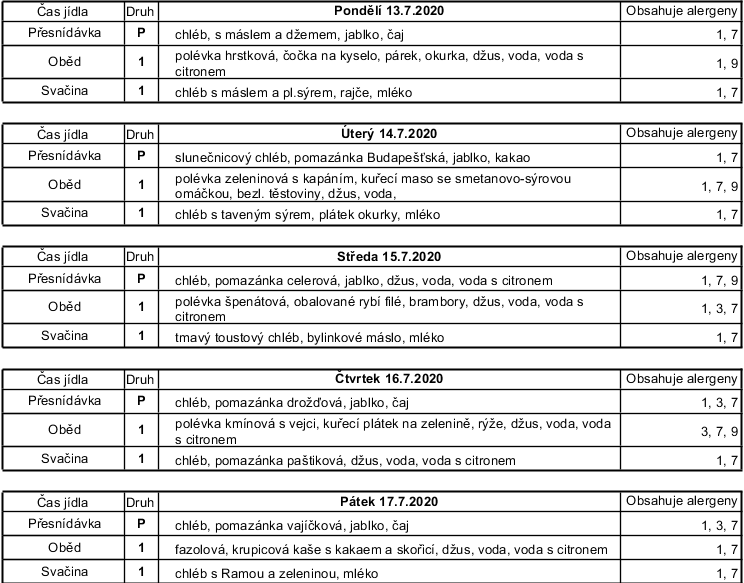 Čas jídla Druh Pondělí 13.7.2020 Obsahuje alergeny
Přesnídávka P chléb, s máslem a džemem, jablko, čaj 1, 7
Oběd 1 polévka hrstková, čočka na kyselo, párek, okurka, džus, voda, voda s
citronem 1, 9
Svačina 1 chléb s máslem a pl.sýrem, rajče, mléko 1, 7
Čas jídla Druh Úterý 14.7.2020 Obsahuje alergeny
Přesnídávka P slunečnicový chléb, pomazánka Budapešťská, jablko, kakao 1, 7
Oběd 1 polévka zeleninová s kapáním, kuřecí maso se smetanovo-sýrovou
omáčkou, bezl. těstoviny, džus, voda, 1, 7, 9
Svačina 1 chléb s taveným sýrem, plátek okurky, mléko 1, 7
Čas jídla Druh Středa 15.7.2020 Obsahuje alergeny
Přesnídávka P chléb, pomazánka celerová, jablko, džus, voda, voda s citronem 1, 7, 9
Oběd 1 polévka špenátová, obalované rybí filé, brambory, džus, voda, voda s
citronem 1, 3, 7
Svačina 1 tmavý toustový chléb, bylinkové máslo, mléko 1, 7
Čas jídla Druh Čtvrtek 16.7.2020 Obsahuje alergeny
Přesnídávka P chléb, pomazánka drožďová, jablko, čaj 1, 3, 7
Oběd 1 polévka kmínová s vejci, kuřecí plátek na zelenině, rýže, džus, voda, voda
s citronem 3, 7, 9
Svačina 1 chléb, pomazánka paštiková, džus, voda, voda s citronem 1, 7
Čas jídla Druh Pátek 17.7.2020 Obsahuje alergeny
Přesnídávka P chléb, pomazánka vajíčková, jablko, čaj 1, 3, 7
Oběd 1 fazolová, krupicová kaše s kakaem a skořicí, džus, voda, voda s citronem 1, 7
Svačina 1 chléb s Ramou a zeleninou, mléko 1, 7